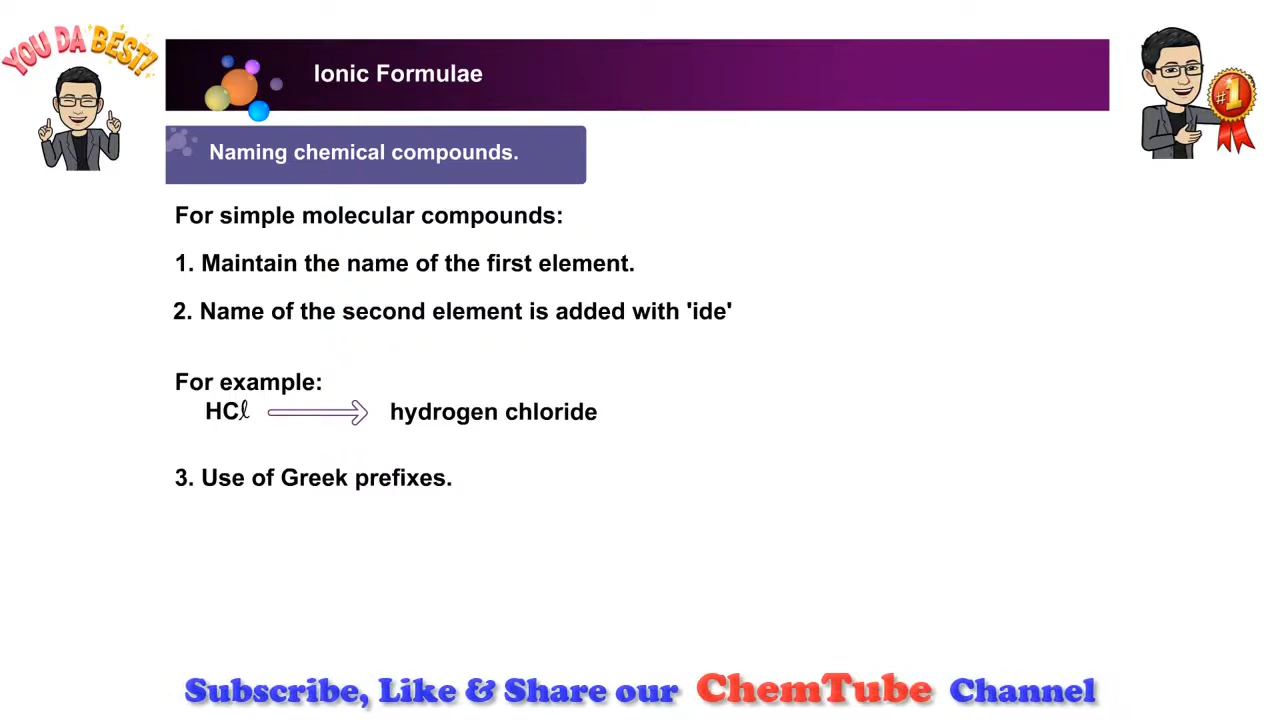 YOU DA BEST!
Ionic Formulae
#1
Naming chemical compounds.
For simple molecular compounds:
1. Maintain the name of the first element.
2. Name of the second element is added with 'ide'
For example:
HCℓ ⟹ hydrogen chloride
3. Use of Greek prefixes.
Subscribe, Like & Share our ChemTube Channel